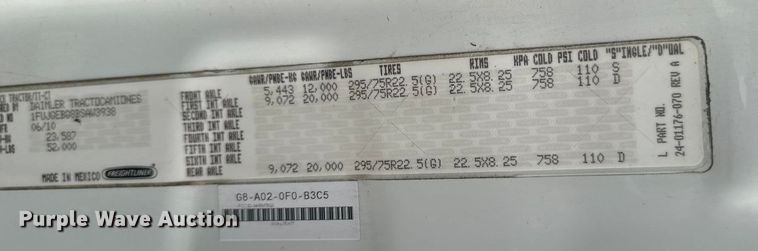 GAWR/PNBE-KG GAWR/PNBE-LBS TIRES RIMS KPA COLD PSI COLD "S"INGLE/"D"UAL
TRACTOR/TT-CT
FRONT AXLE 5,443 12,000 295/75R22.5(G) 22.5X8.25 758 110 S
DAIMLER TRACTOCAMIONES FIRST INT AXLE 9,072 20,000 295/75R22.5(G) 22.5X8.25 758 110 D
SECOND INT AXLE
06/10 THIRD INT AXLE
23,587 FOURTH INT AXLE
52,000 FIFTH INT AXLE
SIXTH INT AXLE
MADE IN MEXICO FREIGHTLINER REAR AXLE 9,072 20,000 295/75R22.5(G) 22.5X8.25 758 110 D
L PART NO.
24-01176-070 REV A
G8-A02-0F0-B3C5
Purple Wave Auction